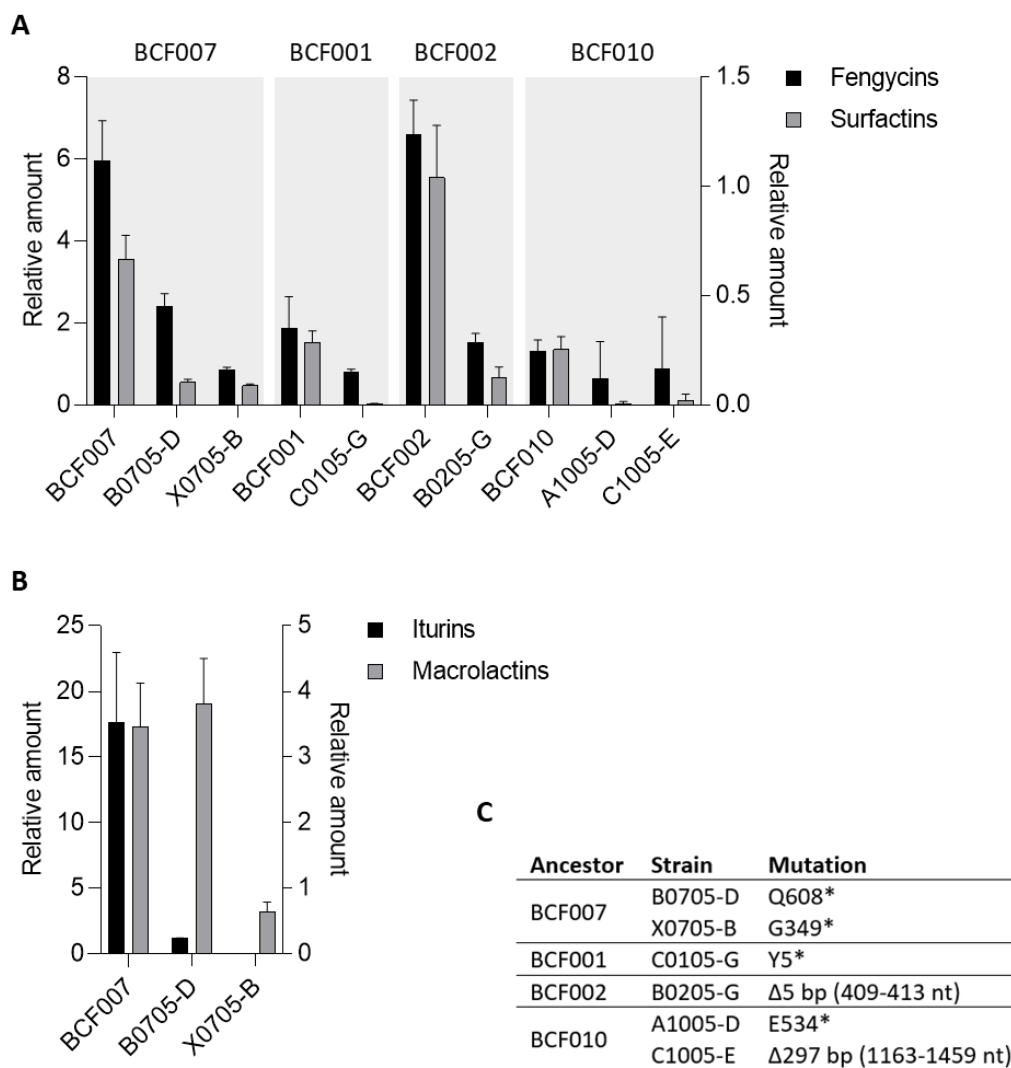 A
BCF007 BCF001 BCF002 BCF010
Fengycins
Surfactins
Relative amount
8
6
4
2
0
1.5
1.0
0.5
0.0
Relative amount
BCF007 B0705-D X0705-B BCF001 C0105-G BCF002 B0205-G BCF010 A1005-D C1005-E
B
Iturins
Macrolactins
Relative amount
25
20
15
10
5
0
5
4
3
2
1
0
Relative amount
BCF007 B0705-D X0705-B
C
Ancestor Strain Mutation
BCF007 B0705-D Q608*
X0705-B G349*
BCF001 C0105-G Y5*
BCF002 B0205-G Δ5 bp (409-413 nt)
BCF010 A1005-D E534*
C1005-E Δ297 bp (1163-1459 nt)